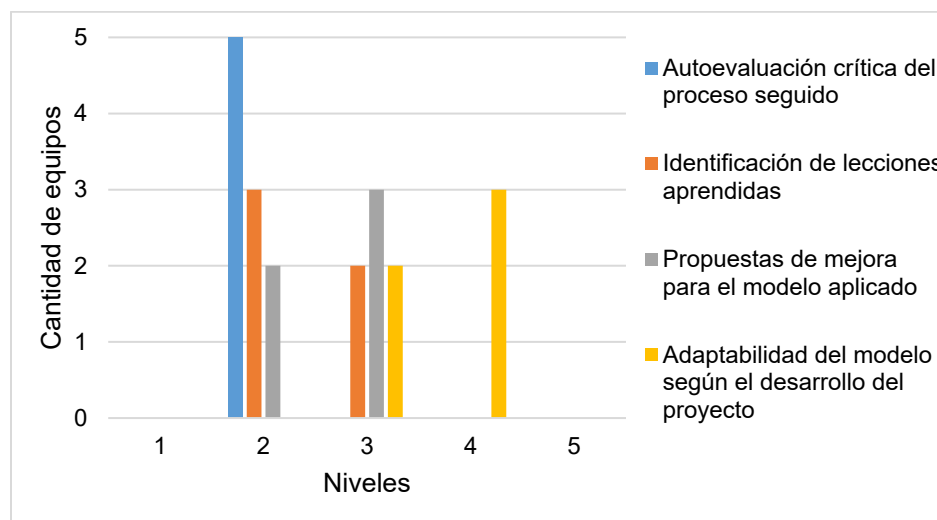 5
4
3
2
1
0
Cantidad de equipos
1 2 3 4 5
Niveles
Autoevaluación crítica del
proceso seguido
Identificación de lecciones
aprendidas
Propuestas de mejora
para el modelo aplicado
Adaptabilidad del modelo
según el desarrollo del
proyecto